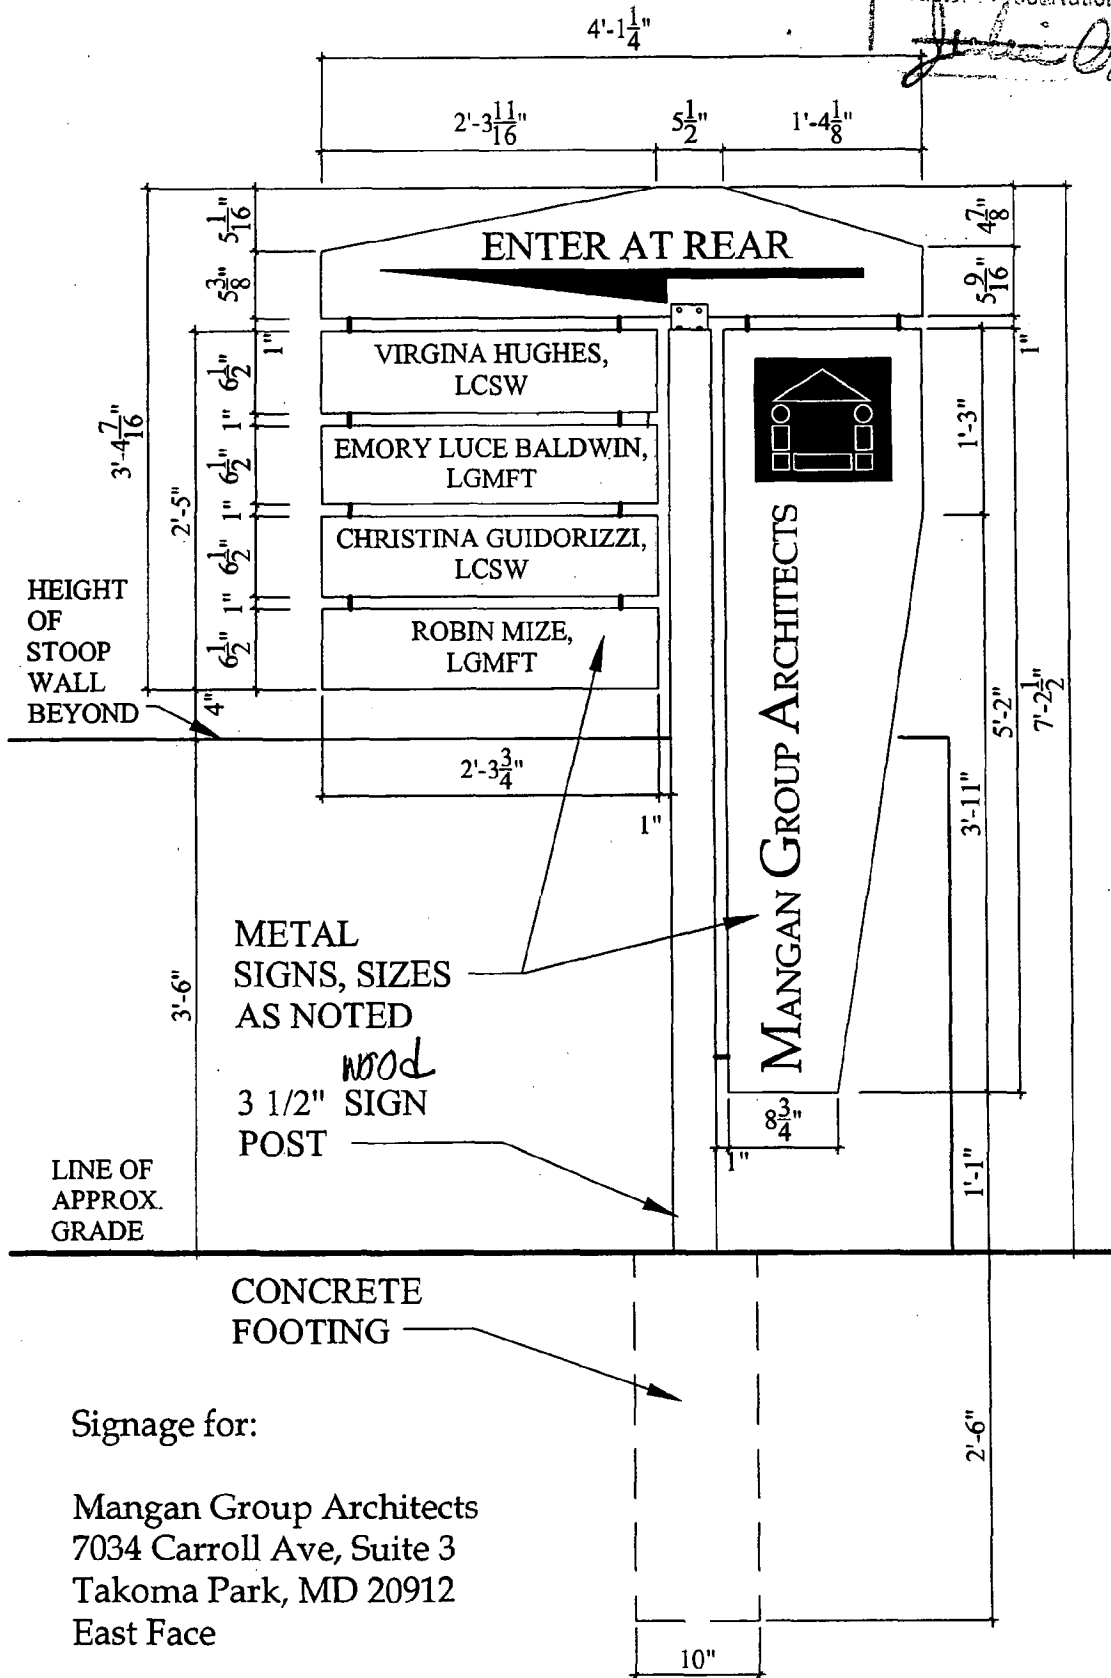 4'-1 1/4"
2'-3 11/16"
5 1/2"
1'-4 1/8"
5 1/16"
4 7/8"
ENTER AT REAR
5 3/8"
5 9/16"
1"
1"
VIRGINA HUGHES,
LCSW
6 1/2"
1"
EMORY LUCE BALDWIN,
LGMFT
6 1/2"
1"
CHRISTINA GUIDORIZZI,
LCSW
6 1/2"
1"
ROBIN MIZE,
LGMFT
6 1/2"
4"
3'-4 7/16"
2'-5"
1'-3"
MANGAN GROUP ARCHITECTS
HEIGHT
OF
STOOP
WALL
BEYOND
2'-3 3/4"
1"
5'-2"
7'-2 1/2"
3'-11"
METAL
SIGNS, SIZES
AS NOTED
3'-6"
wood
3 1/2" SIGN
POST
8 3/4"
1"
1'-1"
LINE OF
APPROX.
GRADE
CONCRETE
FOOTING
2'-6"
Signage for:
Mangan Group Architects
7034 Carroll Ave, Suite 3
Takoma Park, MD 20912
East Face
10"